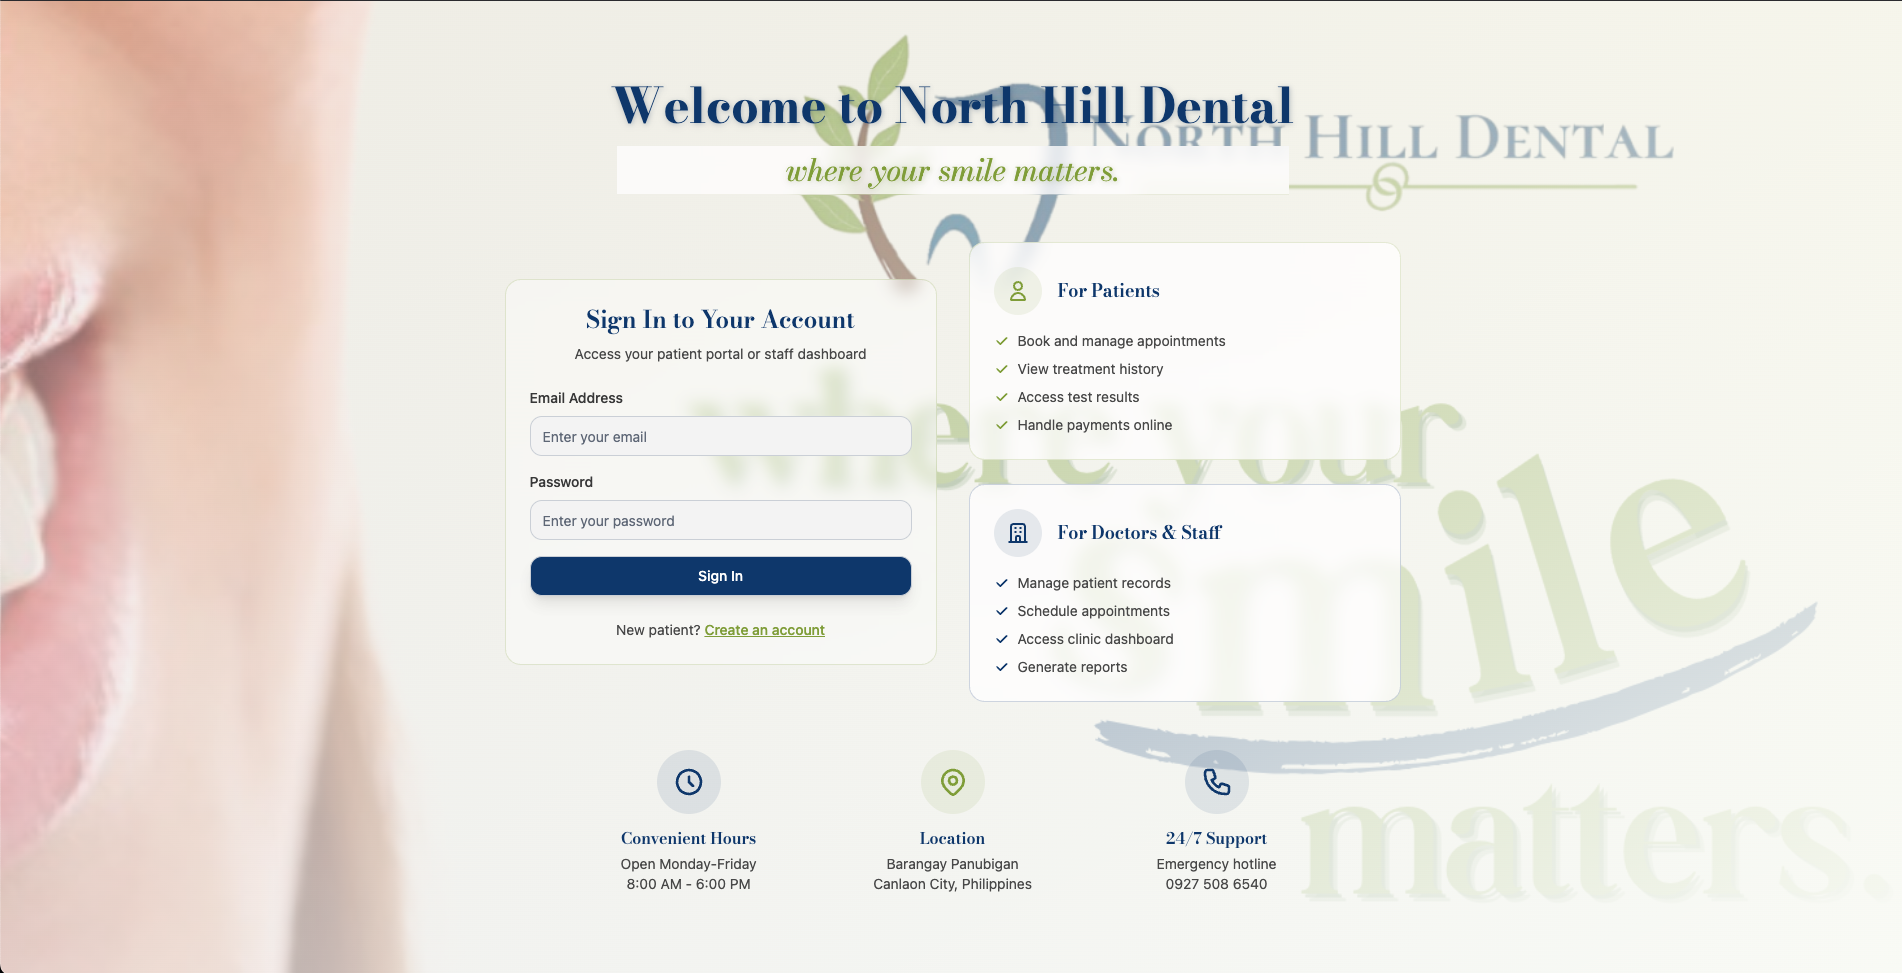 Welcome to North Hill Dental
NORTH HILL DENTAL
where your smile matters.
Sign In to Your Account
Access your patient portal or staff dashboard
Email Address
Enter your email
Password
Enter your password
Sign In
New patient? Create an account
For Patients
Book and manage appointments
View treatment history
Access test results
Handle payments online
For Doctors & Staff
Manage patient records
Schedule appointments
Access clinic dashboard
Generate reports
where your
smile
matters.
Convenient Hours
Open Monday-Friday
8:00 AM - 6:00 PM
Location
Barangay Panubigan
Canlaon City, Philippines
24/7 Support
Emergency hotline
0927 508 6540